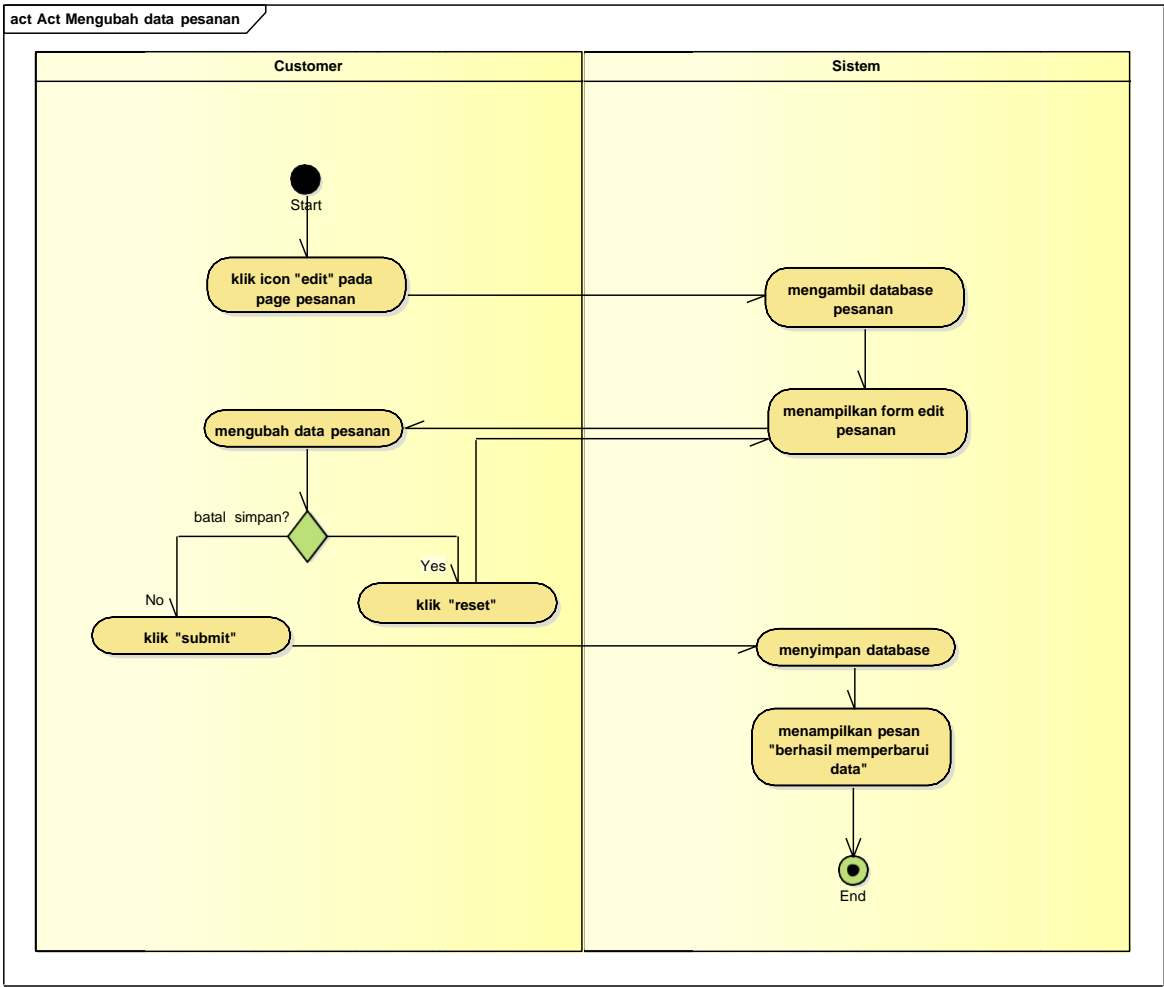 act Act Mengubah data pesanan
Customer
Sistem
Start
klik icon "edit" pada
page pesanan
mengambil database
pesanan
menampilkan form edit
pesanan
mengubah data pesanan
batal simpan?
Yes
No
klik "reset"
klik "submit"
menyimpan database
menampilkan pesan
"berhasil memperbarui
data"
End